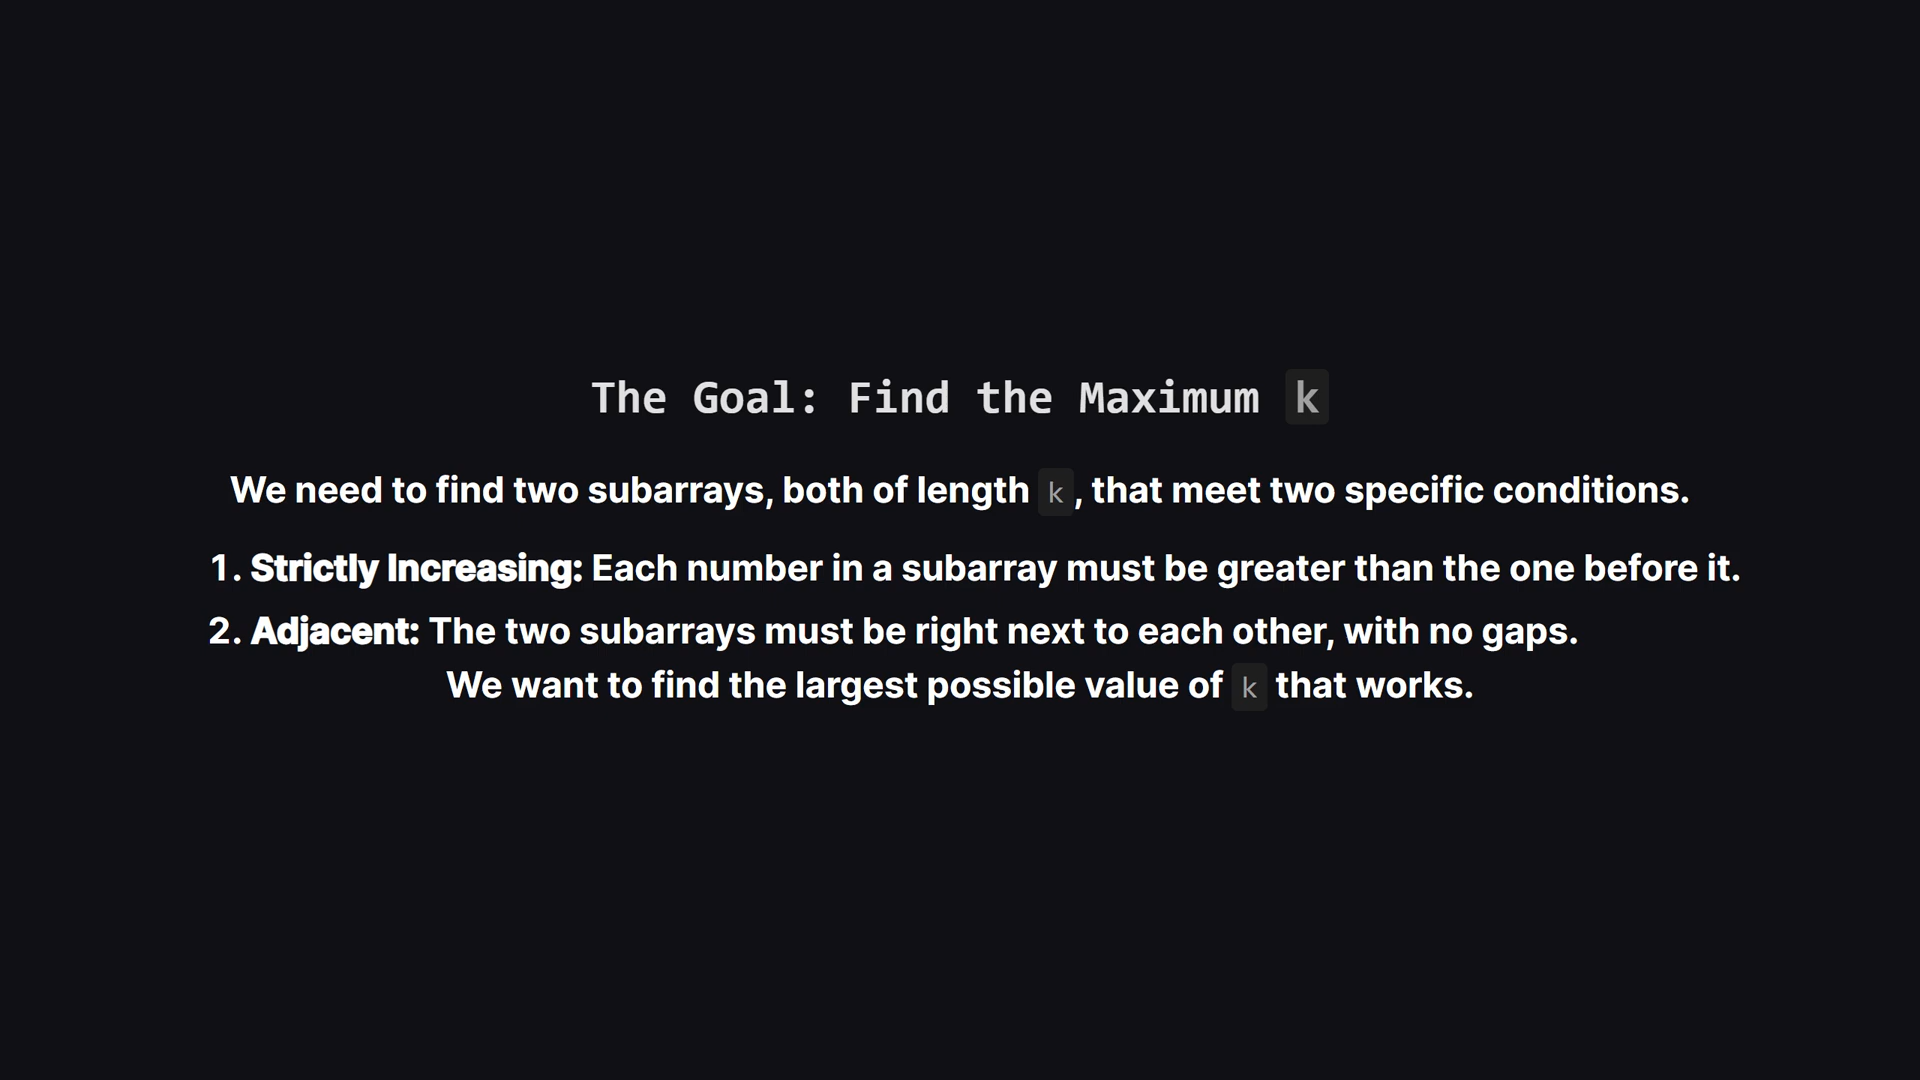 The Goal: Find the Maximum k
We need to find two subarrays, both of length k, that meet two specific conditions.
1. Strictly Increasing: Each number in a subarray must be greater than the one before it.
2. Adjacent: The two subarrays must be right next to each other, with no gaps.
We want to find the largest possible value of k that works.